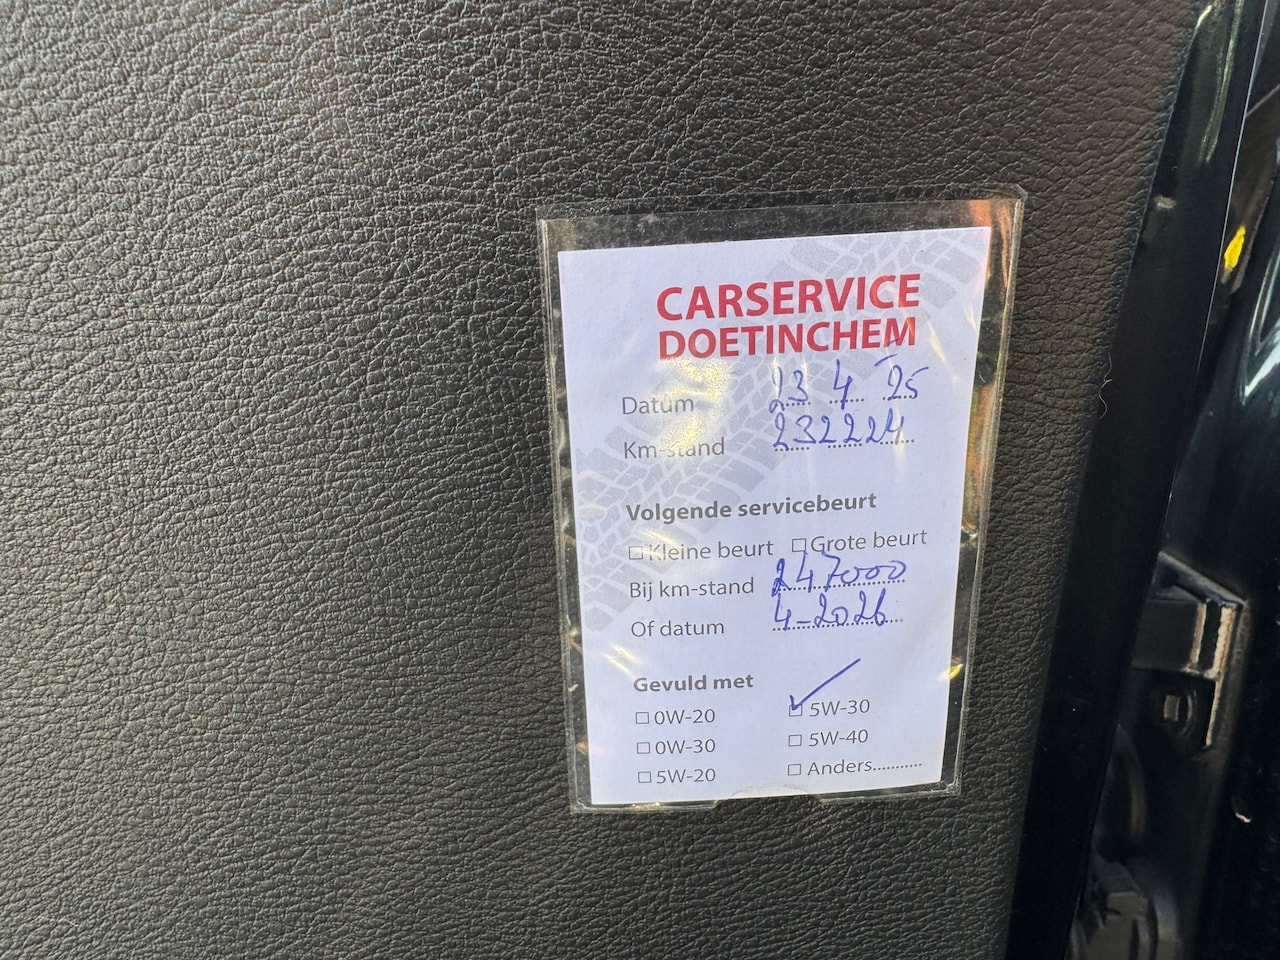 CARSERVICE
DOETINCHEM
Datum 23 4 - 25
Km-stand 232224
Volgende servicebeurt
☐ Kleine beurt ☐ Grote beurt
Bij km-stand 247000
Of datum 4-2026
Gevuld met
☐ 0W-20 ☑ 5W-30
☐ 0W-30 ☐ 5W-40
☐ 5W-20 ☐ Anders...........